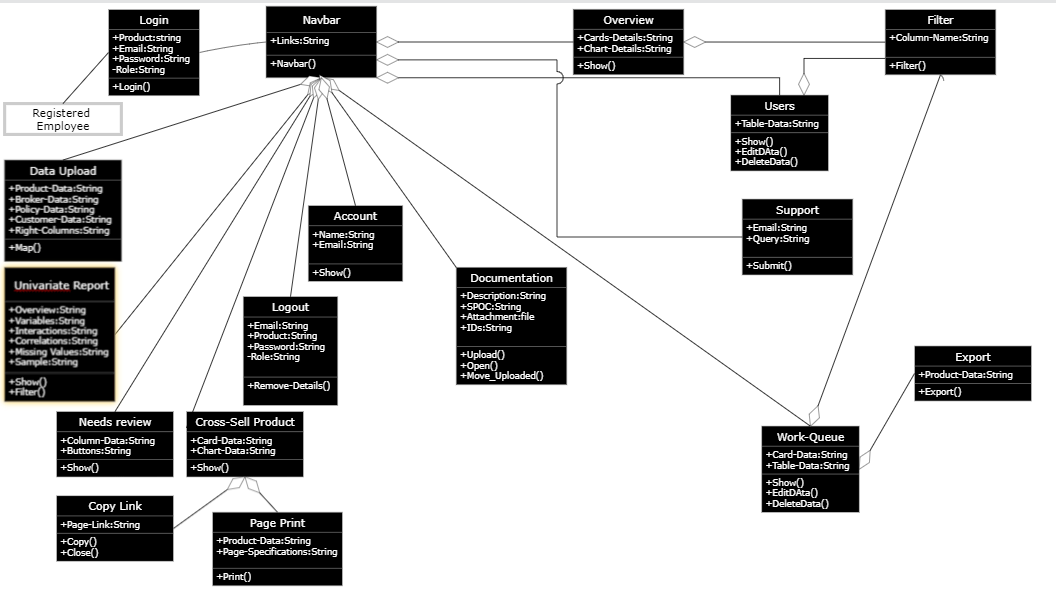 Login
+Product:string
+Email:String
+Password:String
-Role:String
+Login()
Navbar
+Links:String
+Navbar()
Overview
+Cards-Details:String
+Chart-Details:String
+Show()
Filter
+Column-Name:String
+Filter()
Registered
Employee
Users
+Table-Data:String
+Show()
+EditDAta()
+DeleteData()
Data Upload
+Product-Data:String
+Broker-Data:String
+Policy-Data:String
+Customer-Data:String
+Right-Columns:String
+Map()
Account
+Name:String
+Email:String
+Show()
Support
+Email:String
+Query:String
+Submit()
Univariate Report
+Overview:String
+Variables:String
+Interactions:String
+Correlations:String
+Missing Values:String
+Sample:String
+Show()
+Filter()
Logout
+Email:String
+Product:String
+Password:String
-Role:String
+Remove-Details()
Documentation
+Description:String
+SPOC:String
+Attachment:file
+IDs:String
+Upload()
+Open()
+Move_Uploaded()
Export
+Product-Data:String
+Export()
Needs review
+Column-Data:String
+Buttons:String
+Show()
Cross-Sell Product
+Card-Data:String
+Chart-Data:String
+Show()
Work-Queue
+Card-Data:String
+Table-Data:String
+Show()
+EditDAta()
+DeleteData()
Copy Link
+Page-Link:String
+Copy()
+Close()
Page Print
+Product-Data:String
+Page-Specifications:String
+Print()